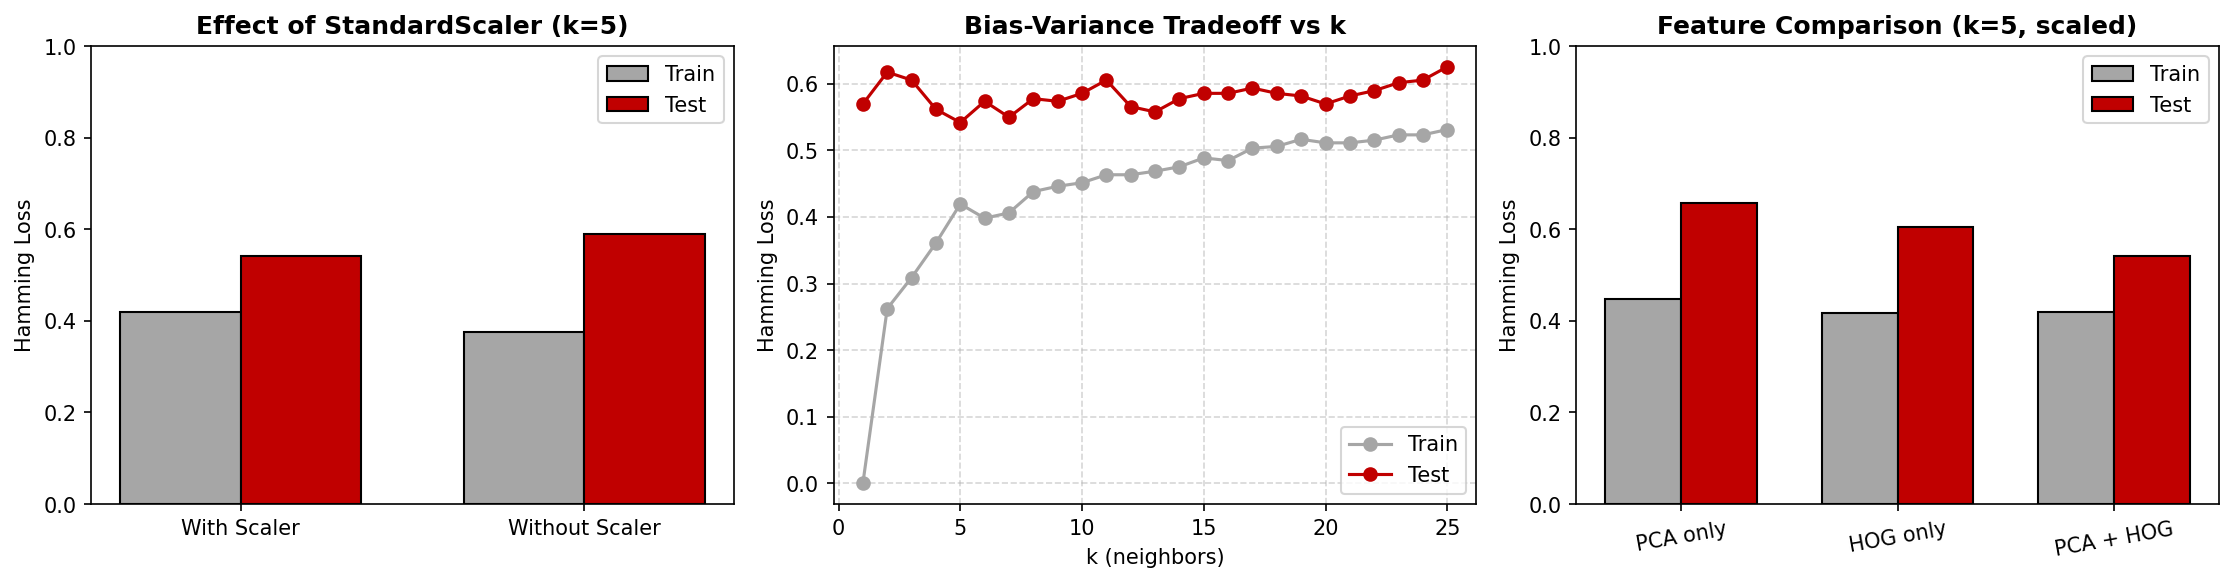 Effect of StandardScaler (k=5)
Hamming Loss
1.0
0.8
0.6
0.4
0.2
0.0
With Scaler
Without Scaler
Train
Test
Bias-Variance Tradeoff vs k
Hamming Loss
0.6
0.5
0.4
0.3
0.2
0.1
0.0
0
5
10
15
20
25
k (neighbors)
Train
Test
Feature Comparison (k=5, scaled)
Hamming Loss
1.0
0.8
0.6
0.4
0.2
0.0
PCA only
HOG only
PCA + HOG
Train
Test